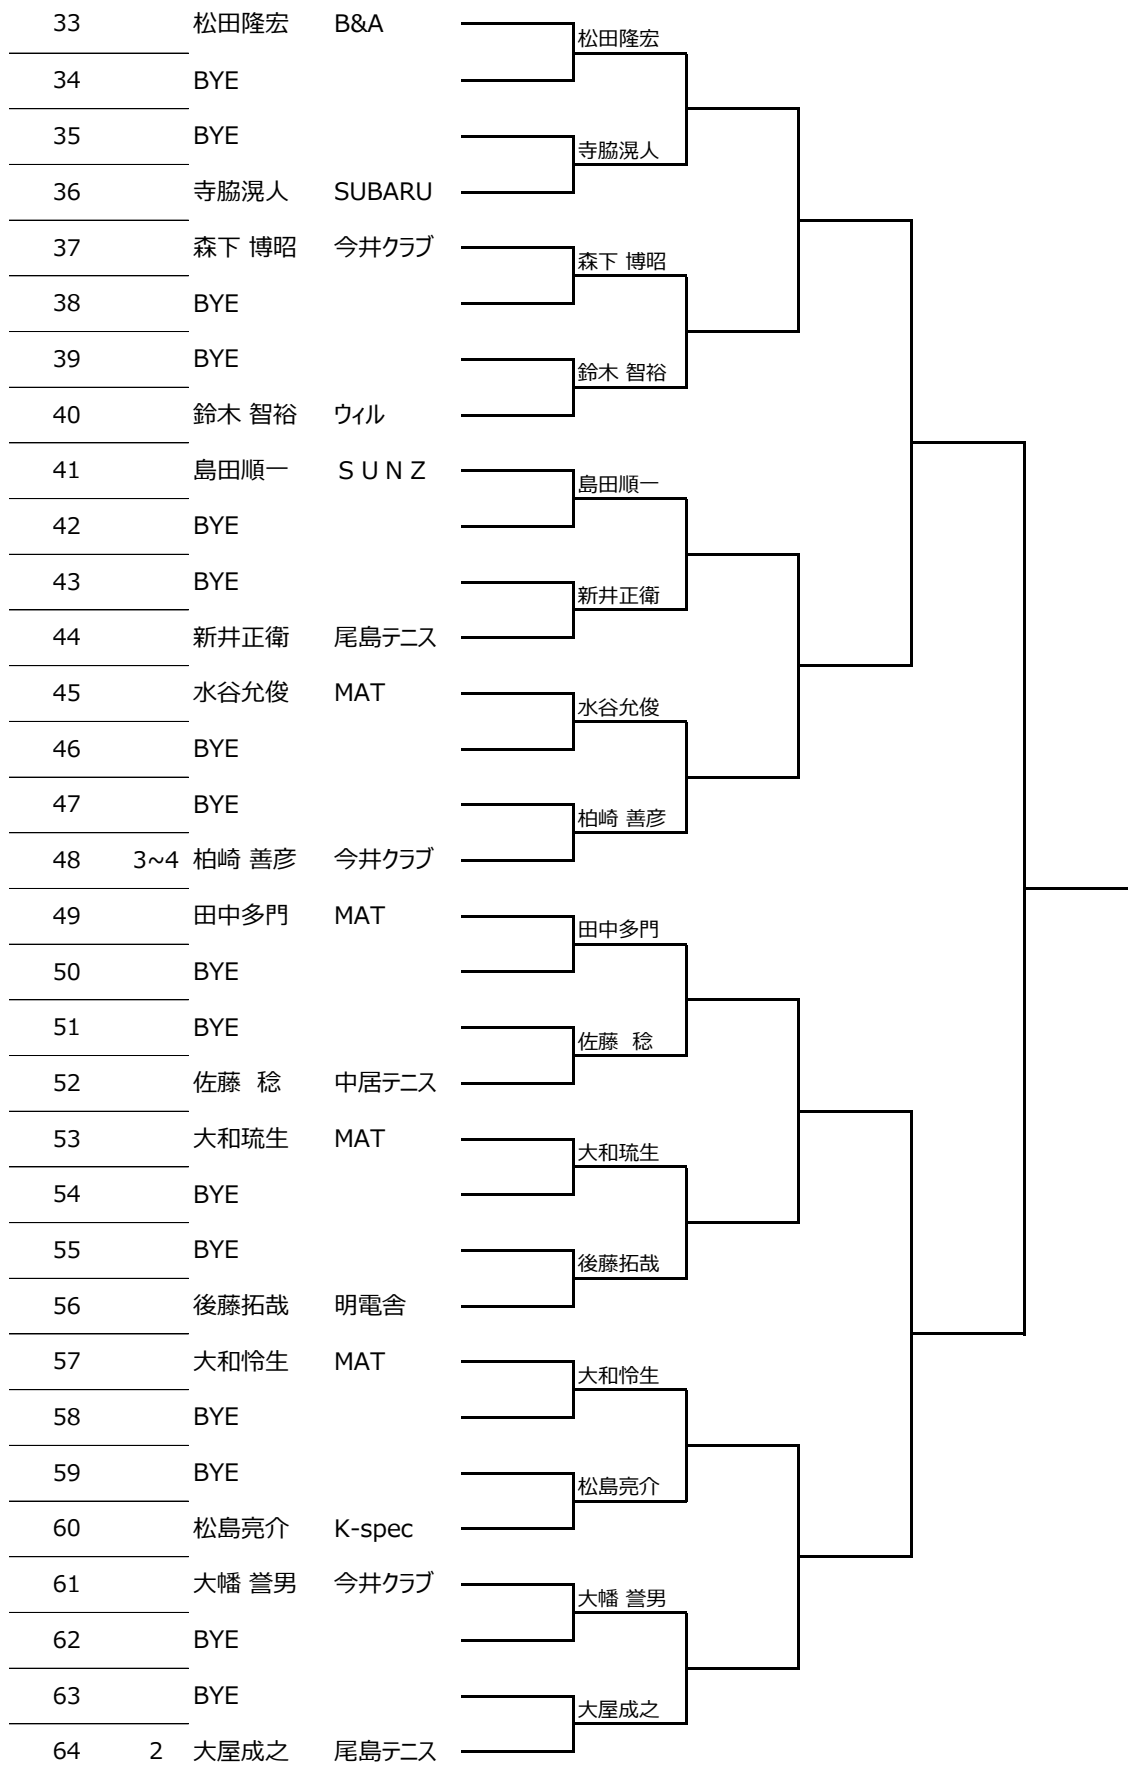 33 松田隆宏 B&A
松田隆宏
34 BYE
35 BYE
寺脇滉人
36 寺脇滉人 SUBARU
37 森下 博昭 今井クラブ
森下 博昭
38 BYE
39 BYE
鈴木 智裕
40 鈴木 智裕 ウィル
41 島田順一 ＳＵＮＺ
島田順一
42 BYE
43 BYE
新井正衛
44 新井正衛 尾島テニス
45 水谷允俊 MAT
水谷允俊
46 BYE
47 BYE
柏崎 善彦
48 3~4 柏崎 善彦 今井クラブ
49 田中多門 MAT
田中多門
50 BYE
51 BYE
佐藤 稔
52 佐藤 稔 中居テニス
53 大和琉生 MAT
大和琉生
54 BYE
55 BYE
後藤拓哉
56 後藤拓哉 明電舎
57 大和怜生 MAT
大和怜生
58 BYE
59 BYE
松島亮介
60 松島亮介 K-spec
61 大幡 誉男 今井クラブ
大幡 誉男
62 BYE
63 BYE
大屋成之
64 2 大屋成之 尾島テニス